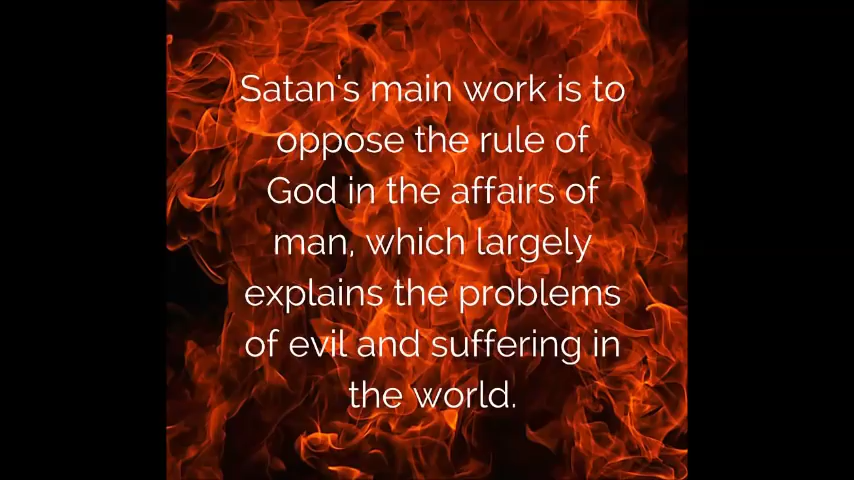 Satan's main work is to
oppose the rule of
God in the affairs of
man, which largely
explains the problems
of evil and suffering in
the world.